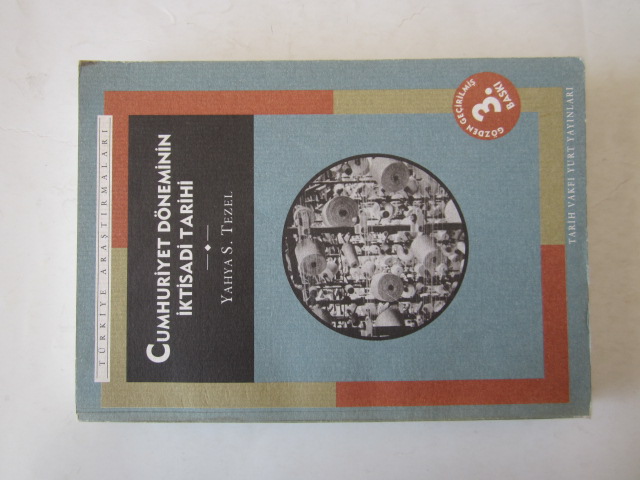 TÜRKİYE ARAŞTIRMALARI
CUMHURİYET DÖNEMİNİN
İKTİSADİ TARİHİ
YAHYA S. TEZEL
GÖZDEN GEÇİRİLMİŞ
3.
BASKI
TARİH VAKFI YURT YAYINLARI